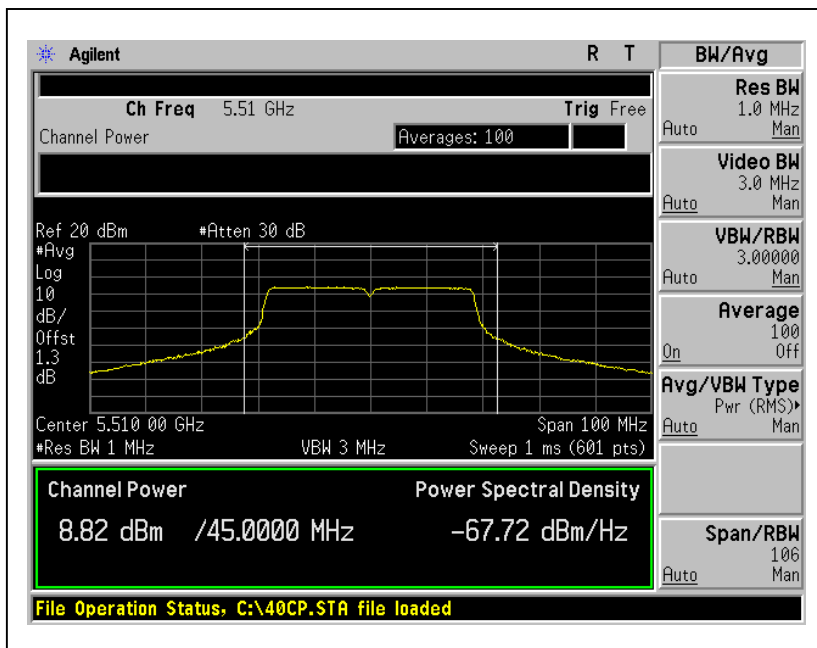 Agilent R T
Ch Freq 5.51 GHz Trig Free
Channel Power Averages: 100
Ref 20 dBm #Atten 30 dB
#Avg
Log
10
dB/
Offst
1.3
dB
Center 5.510 00 GHz Span 100 MHz
#Res BW 1 MHz VBW 3 MHz Sweep 1 ms (601 pts)
Channel Power Power Spectral Density
8.82 dBm /45.0000 MHz -67.72 dBm/Hz
File Operation Status, C:\40CP.STA file loaded
BW/Avg
Res BW
1.0 MHz
Auto Man
Video BW
3.0 MHz
Auto Man
VBW/RBW
3.00000
Auto Man
Average
100
On Off
Avg/VBW Type
Pwr (RMS)▸
Auto Man
Span/RBW
106
Auto Man